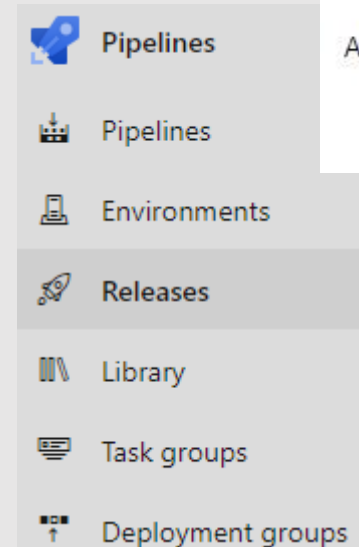 Pipelines
A
Pipelines
Environments
Releases
Library
Task groups
Deployment groups